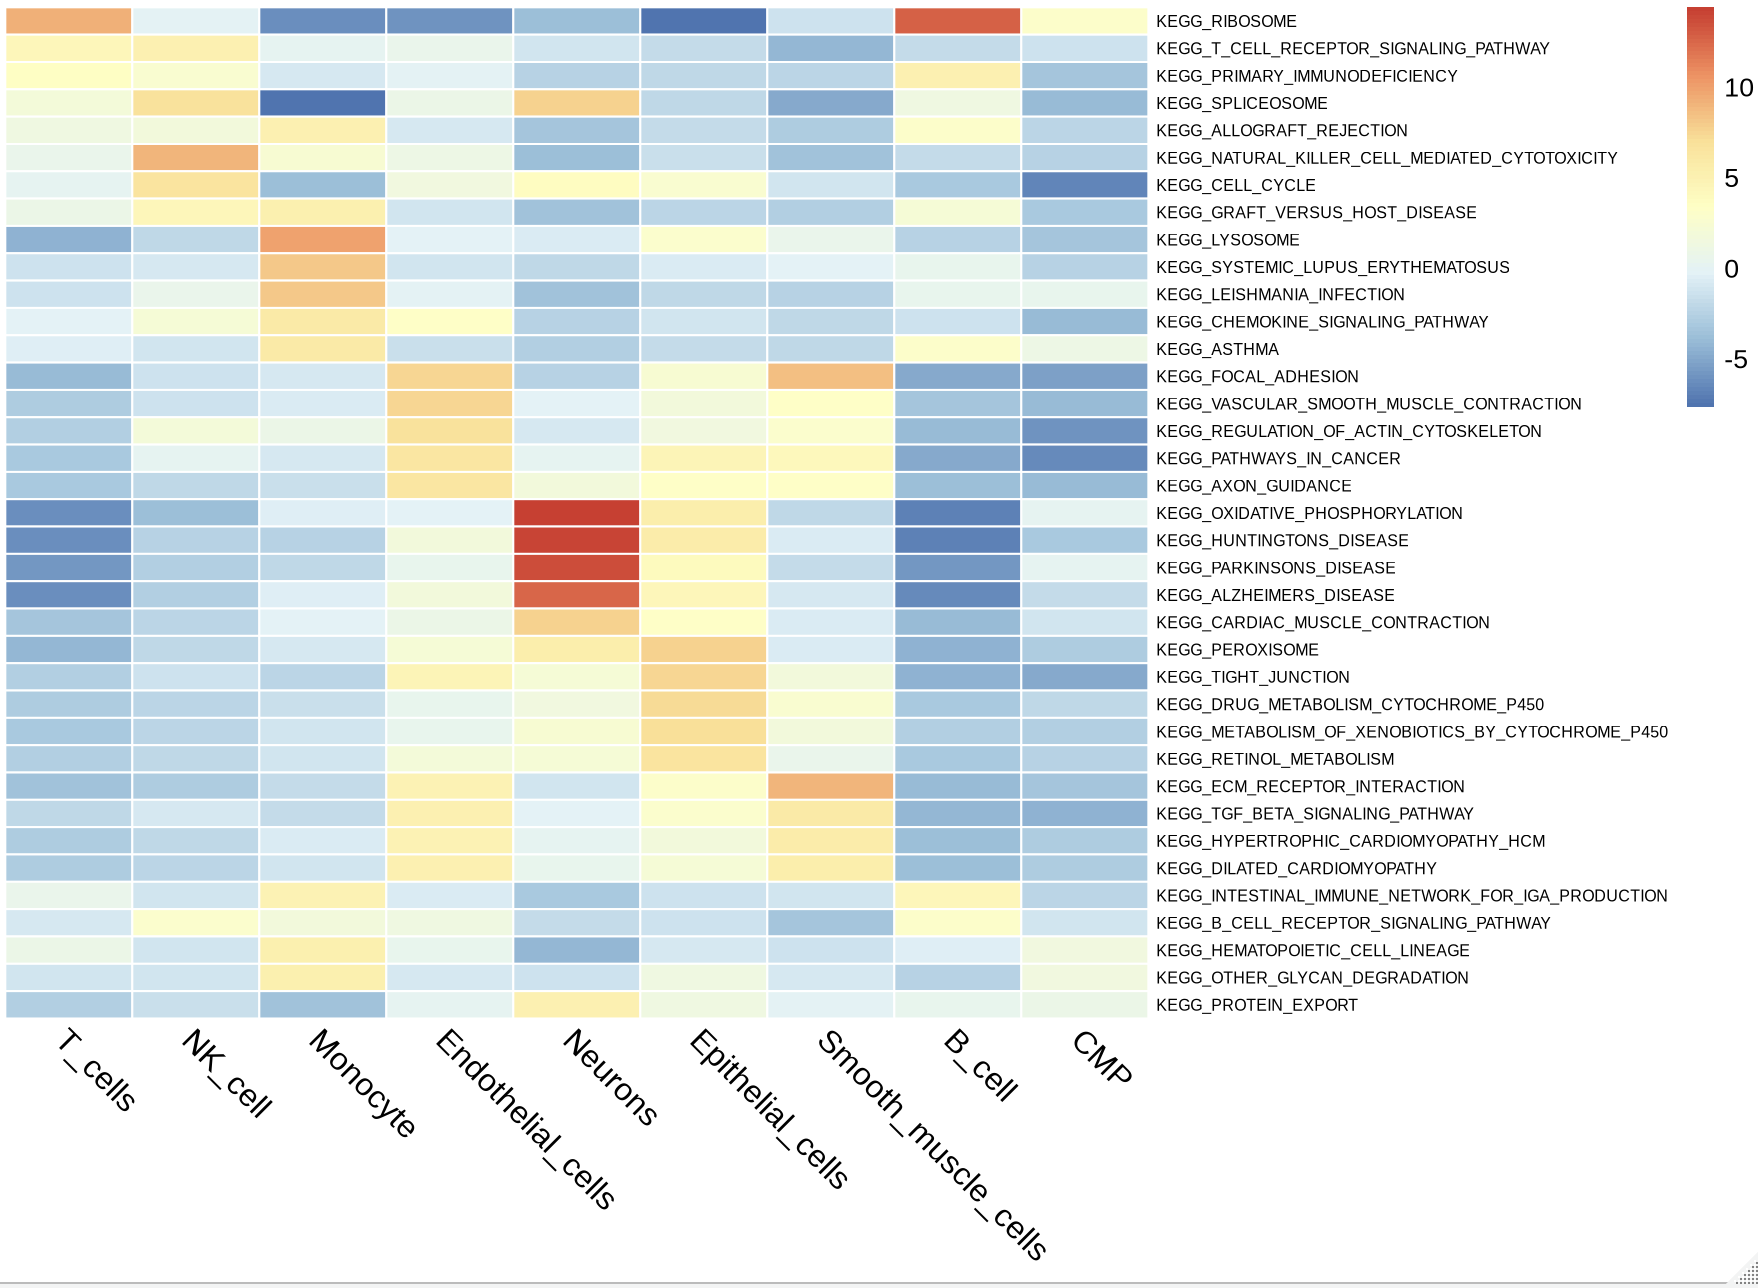 KEGG_RIBOSOME
KEGG_T_CELL_RECEPTOR_SIGNALING_PATHWAY
KEGG_PRIMARY_IMMUNODEFICIENCY
KEGG_SPLICEOSOME
KEGG_ALLOGRAFT_REJECTION
KEGG_NATURAL_KILLER_CELL_MEDIATED_CYTOTOXICITY
KEGG_CELL_CYCLE
KEGG_GRAFT_VERSUS_HOST_DISEASE
KEGG_LYSOSOME
KEGG_SYSTEMIC_LUPUS_ERYTHEMATOSUS
KEGG_LEISHMANIA_INFECTION
KEGG_CHEMOKINE_SIGNALING_PATHWAY
KEGG_ASTHMA
KEGG_FOCAL_ADHESION
KEGG_VASCULAR_SMOOTH_MUSCLE_CONTRACTION
KEGG_REGULATION_OF_ACTIN_CYTOSKELETON
KEGG_PATHWAYS_IN_CANCER
KEGG_AXON_GUIDANCE
KEGG_OXIDATIVE_PHOSPHORYLATION
KEGG_HUNTINGTONS_DISEASE
KEGG_PARKINSONS_DISEASE
KEGG_ALZHEIMERS_DISEASE
KEGG_CARDIAC_MUSCLE_CONTRACTION
KEGG_PEROXISOME
KEGG_TIGHT_JUNCTION
KEGG_DRUG_METABOLISM_CYTOCHROME_P450
KEGG_METABOLISM_OF_XENOBIOTICS_BY_CYTOCHROME_P450
KEGG_RETINOL_METABOLISM
KEGG_ECM_RECEPTOR_INTERACTION
KEGG_TGF_BETA_SIGNALING_PATHWAY
KEGG_HYPERTROPHIC_CARDIOMYOPATHY_HCM
KEGG_DILATED_CARDIOMYOPATHY
KEGG_INTESTINAL_IMMUNE_NETWORK_FOR_IGA_PRODUCTION
KEGG_B_CELL_RECEPTOR_SIGNALING_PATHWAY
KEGG_HEMATOPOIETIC_CELL_LINEAGE
KEGG_OTHER_GLYCAN_DEGRADATION
KEGG_PROTEIN_EXPORT
10
5
0
-5
T_cells
NK_cell
Monocyte
Endothelial_cells
Neurons
Epithelial_cells
Smooth_muscle_cells
B_cell
CMP